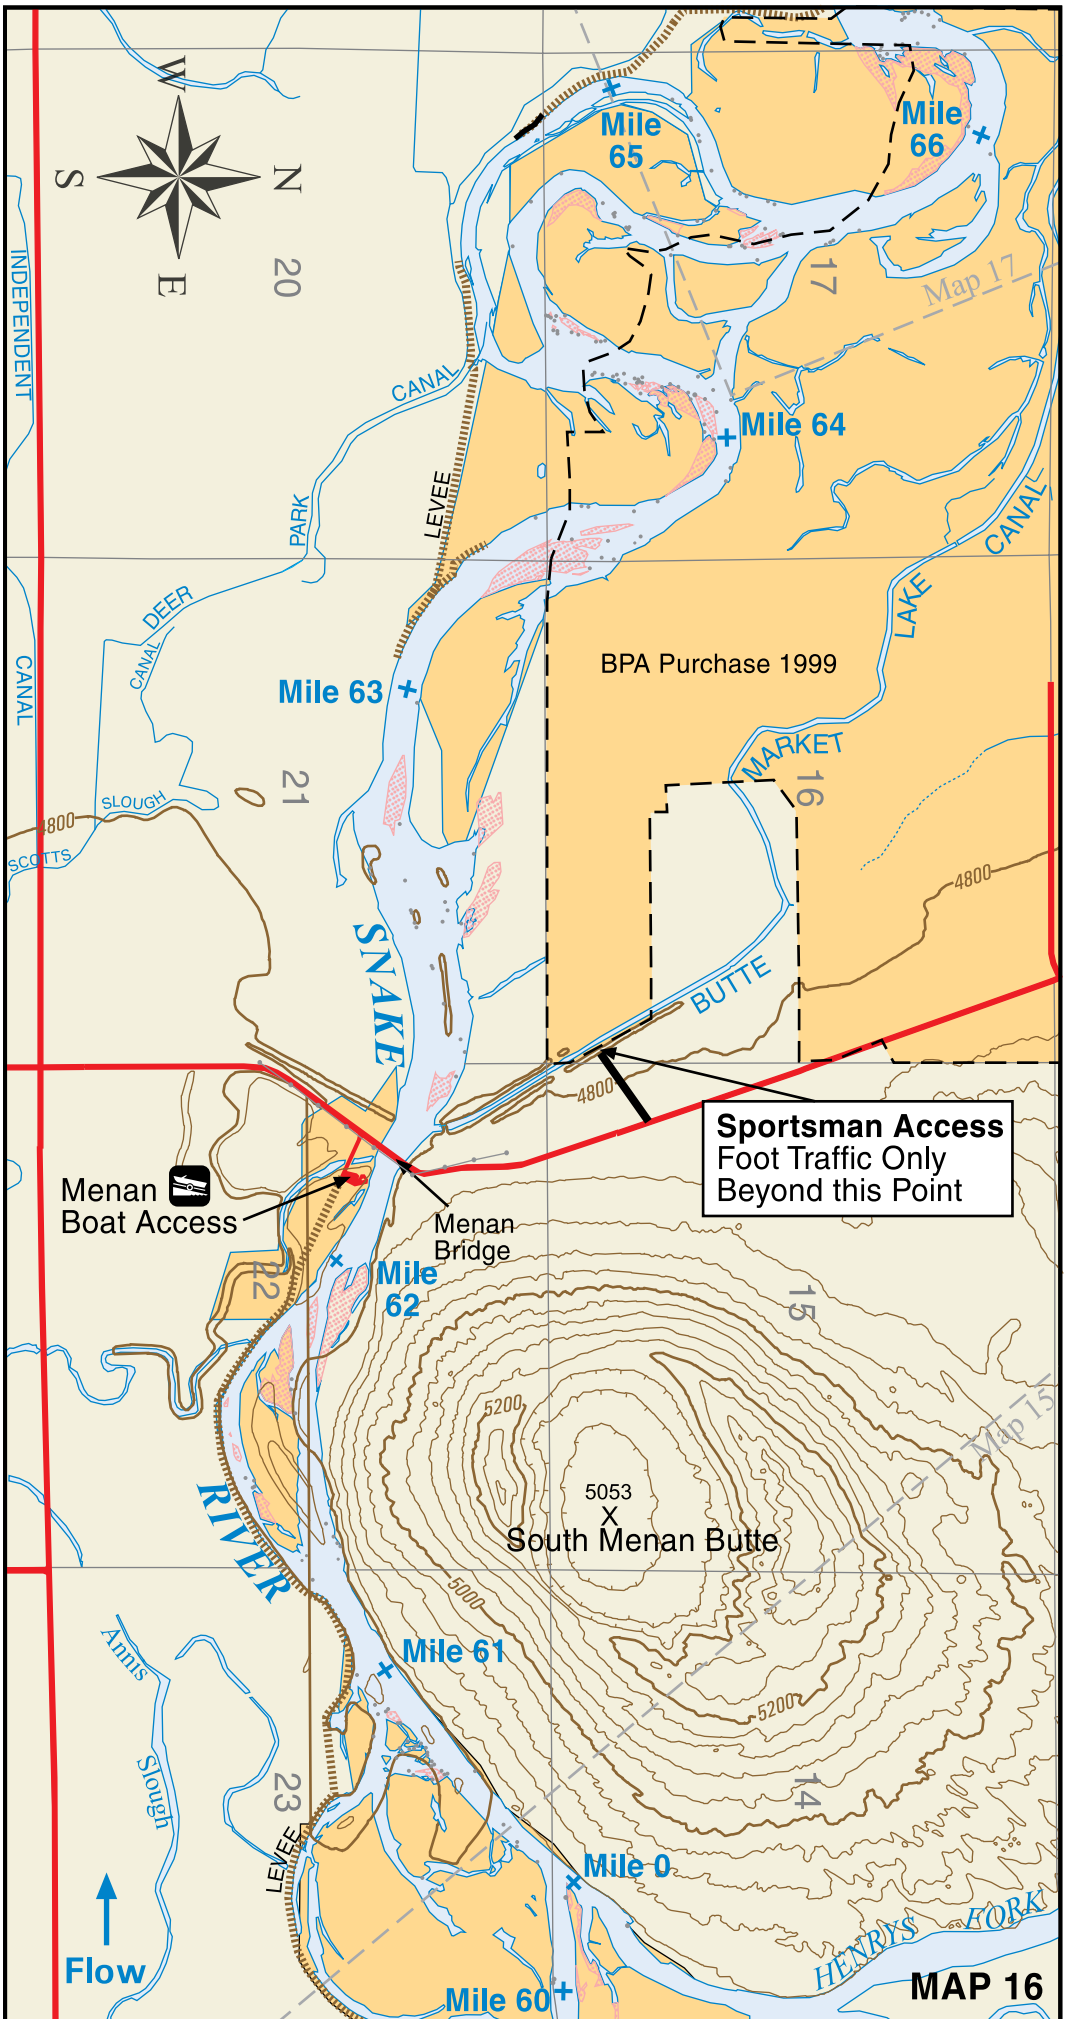 W
S
N
E
Mile
65
Mile
66
20
17
Map 17
INDEPENDENT
CANAL
CANAL
PARK
DEER
LEVEE
Mile 64
CANAL
LAKE
MARKET
BUTTE
BPA Purchase 1999
Mile 63
CANAL
SLOUGH
SCOTTS
4800
21
16
4800
SNAKE
4800
Sportsman Access
Foot Traffic Only
Beyond this Point
Menan
Boat Access
Menan
Bridge
Mile
62
22
15
Map 15
5200
5053
X
South Menan Butte
RIVER
5000
5200
Annis
Slough
Mile 61
23
14
LEVEE
Mile 0
HENRYS FORK
Flow
Mile 60
MAP 16